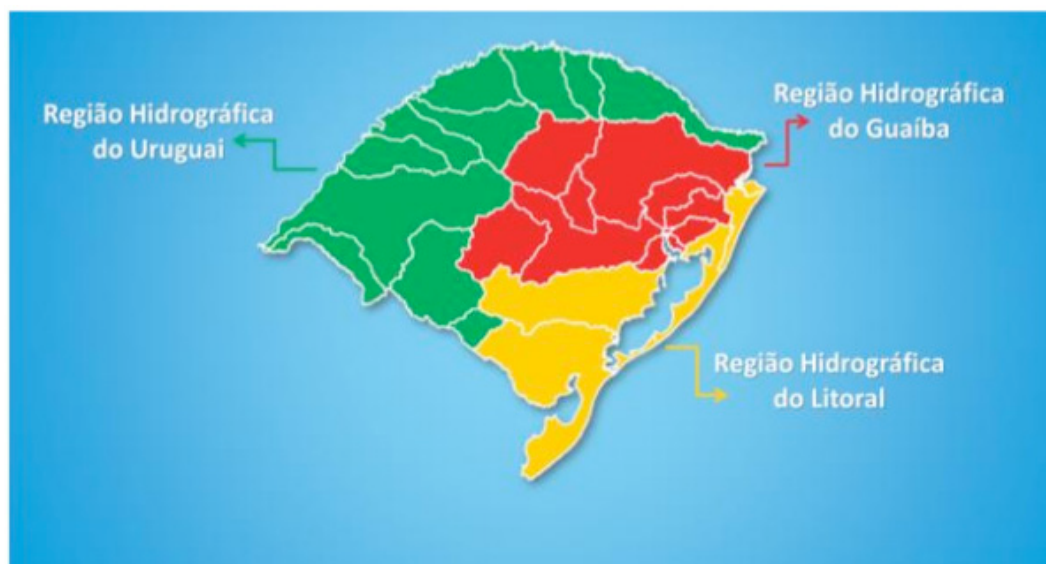 Região Hidrográfica
do Uruguai
Região Hidrográfica
do Guaíba
Região Hidrográfica
do Litoral